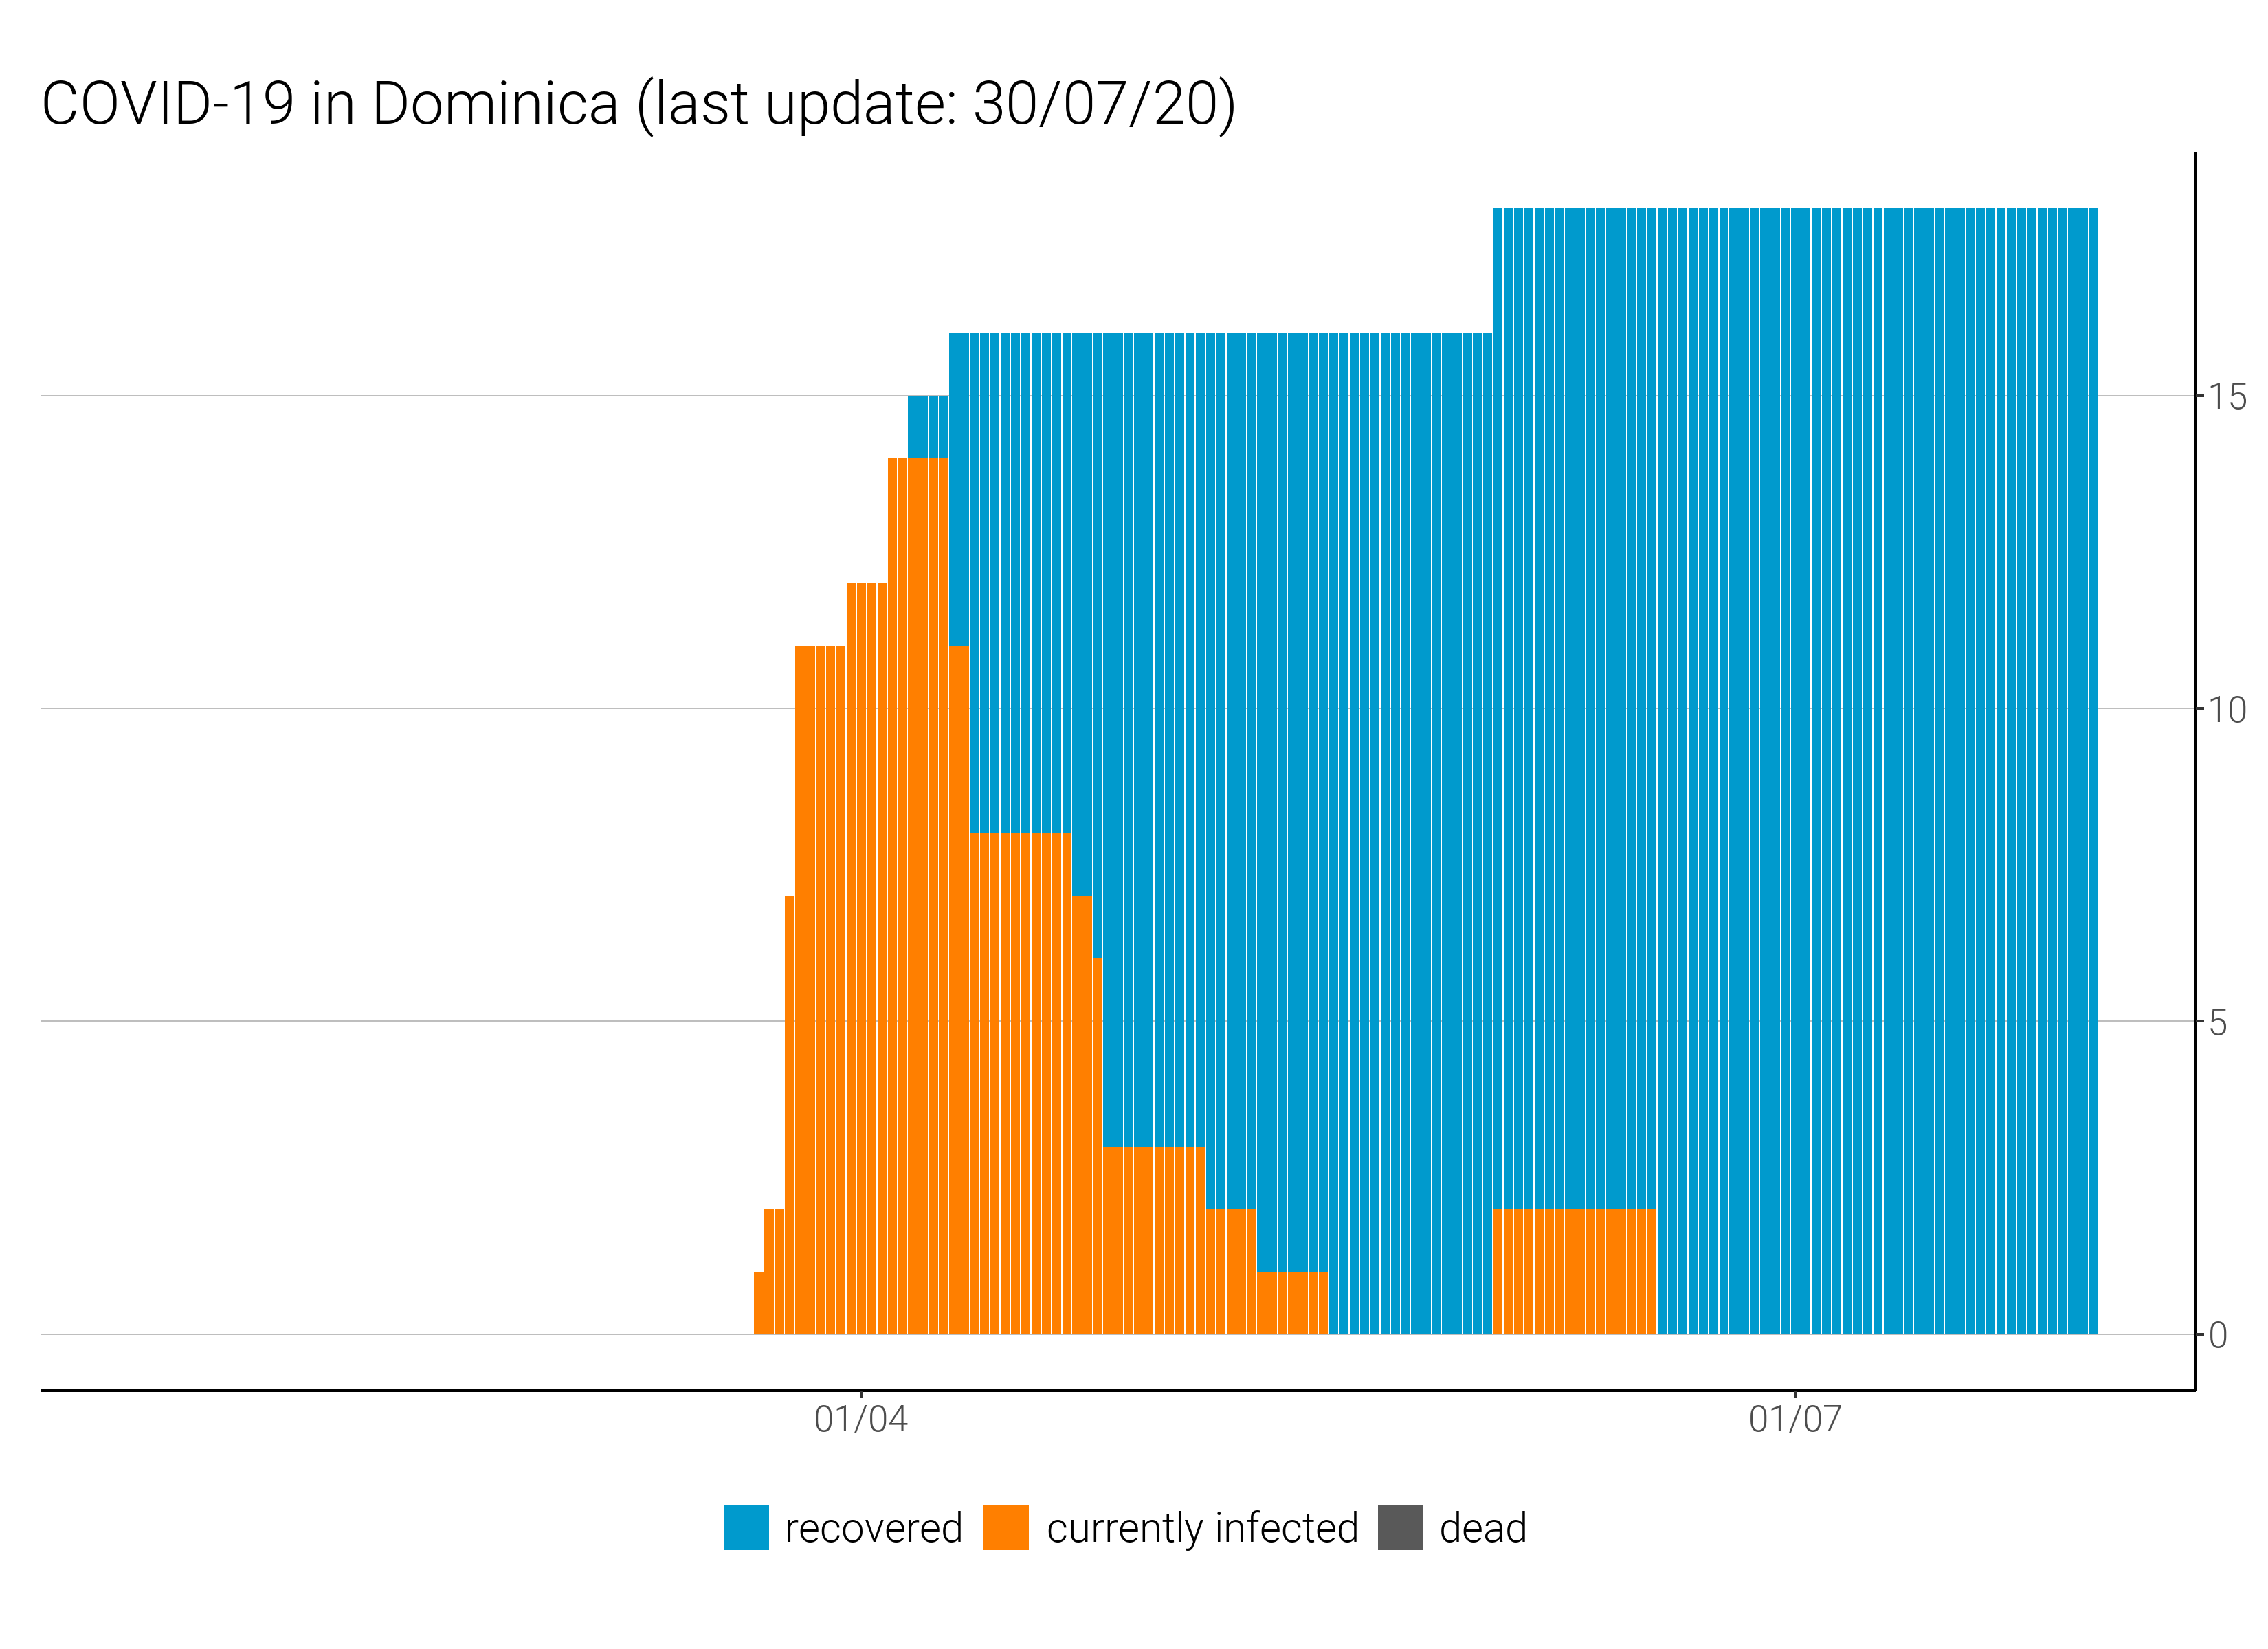 COVID-19 in Dominica (last update: 30/07/20)
15
10
5
0
01/04 01/07
recovered currently infected dead